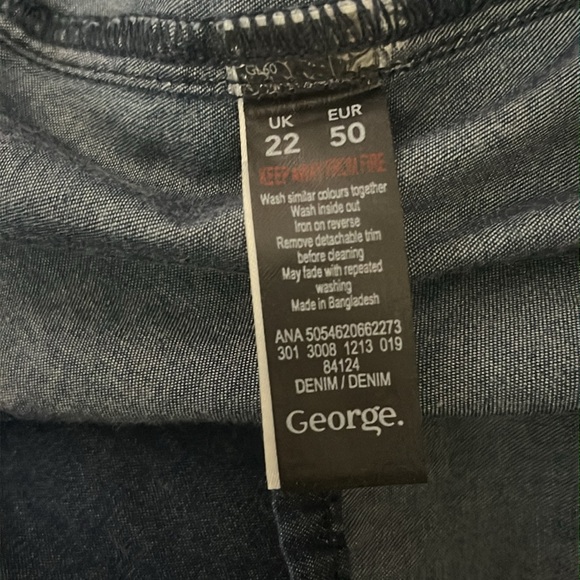 UK EUR
22 50
KEEP AWAY FROM FIRE
Wash similar colours together
Wash inside out
Iron on reverse
Remove detachable trim
before cleaning
May fade with repeated
washing
Made in Bangladesh
ANA 5054620662273
301 3008 1213 019
84124
DENIM / DENIM
George.